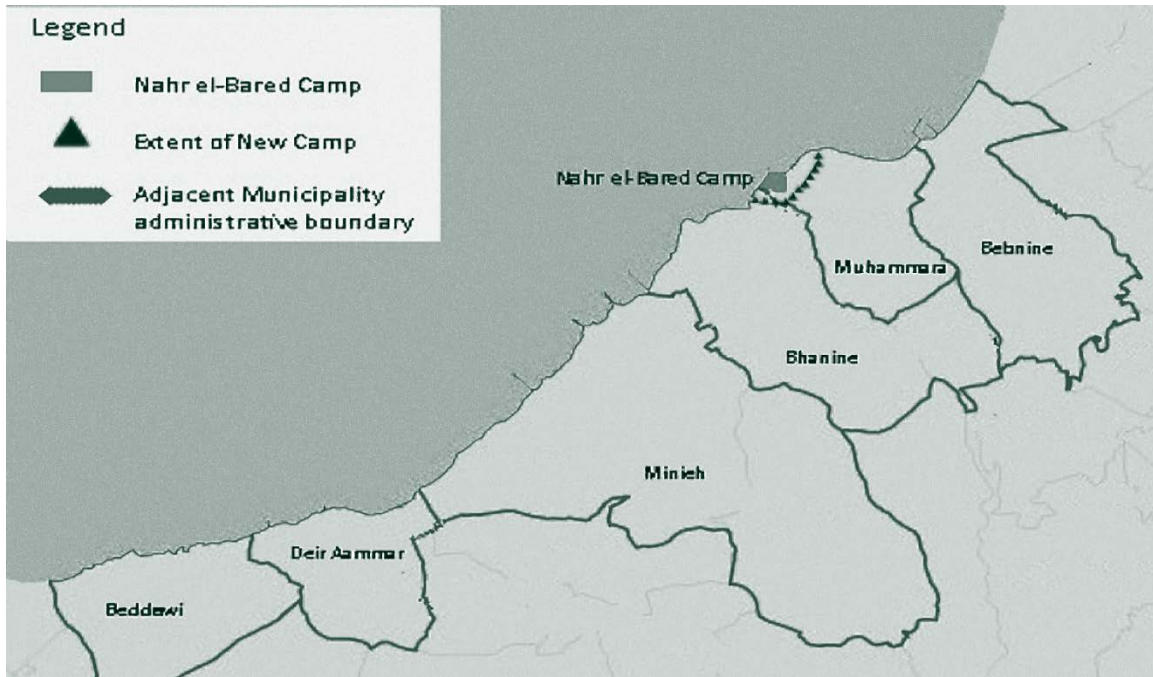 Legend
Nahr el-Bared Camp
Extent of New Camp
Adjacent Municipality
administrative boundary
Nahr el-Bared Camp
Bebnine
Muhammara
Bhanine
Minieh
Deir Aammar
Beddawi